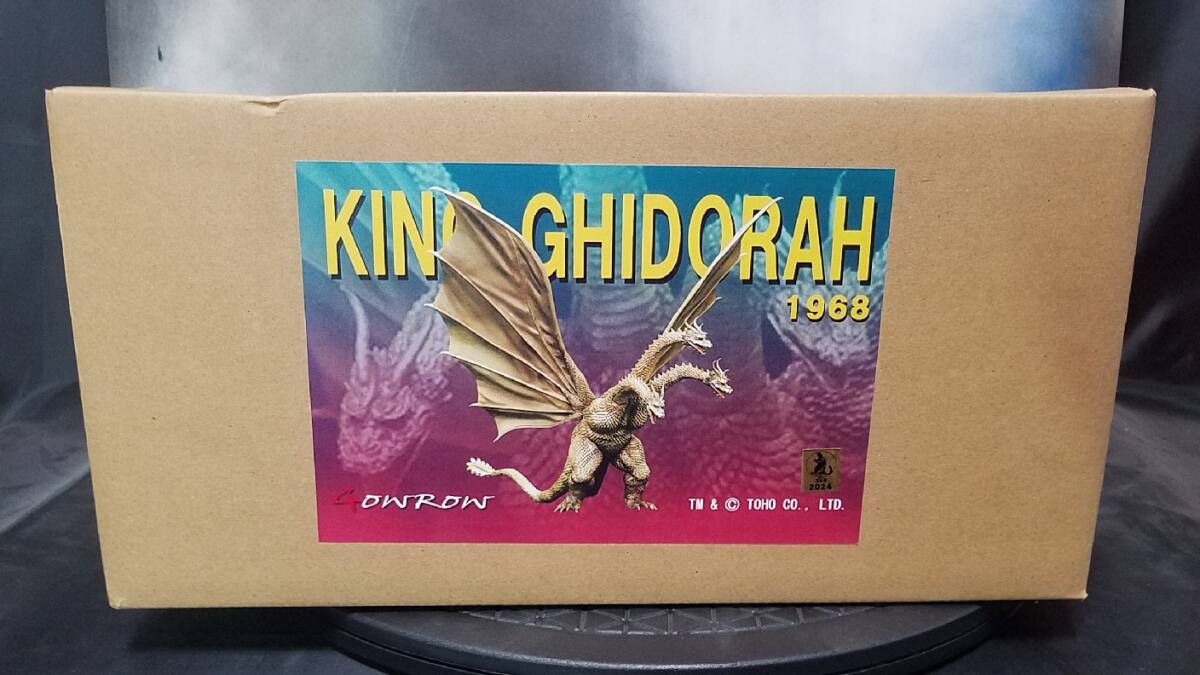 KING GHIDORAH
1968
GOWROW
TM & © TOHO CO., LTD.
2024